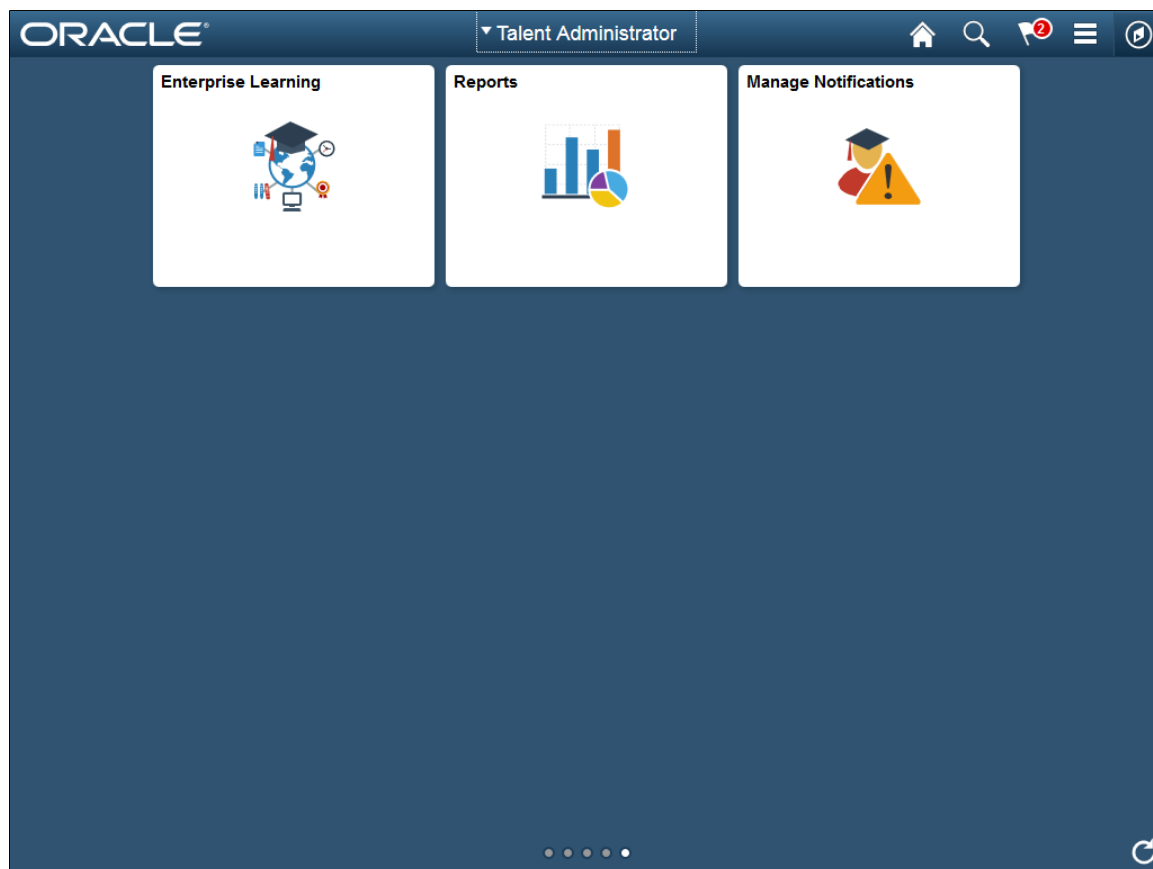 ORACLE®
Talent Administrator
2
Enterprise Learning
Reports
Manage Notifications